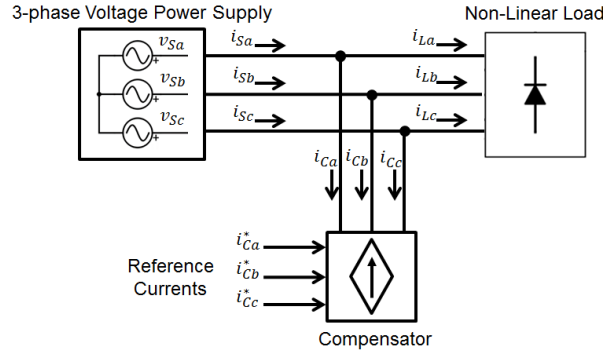 3-phase Voltage Power Supply
Non-Linear Load
v_Sa
v_Sb
v_Sc
i_Sa
i_Sb
i_Sc
i_La
i_Lb
i_Lc
+
+
+
i_Ca i_Cb i_Cc
i*_Ca
i*_Cb
i*_Cc
Reference
Currents
Compensator